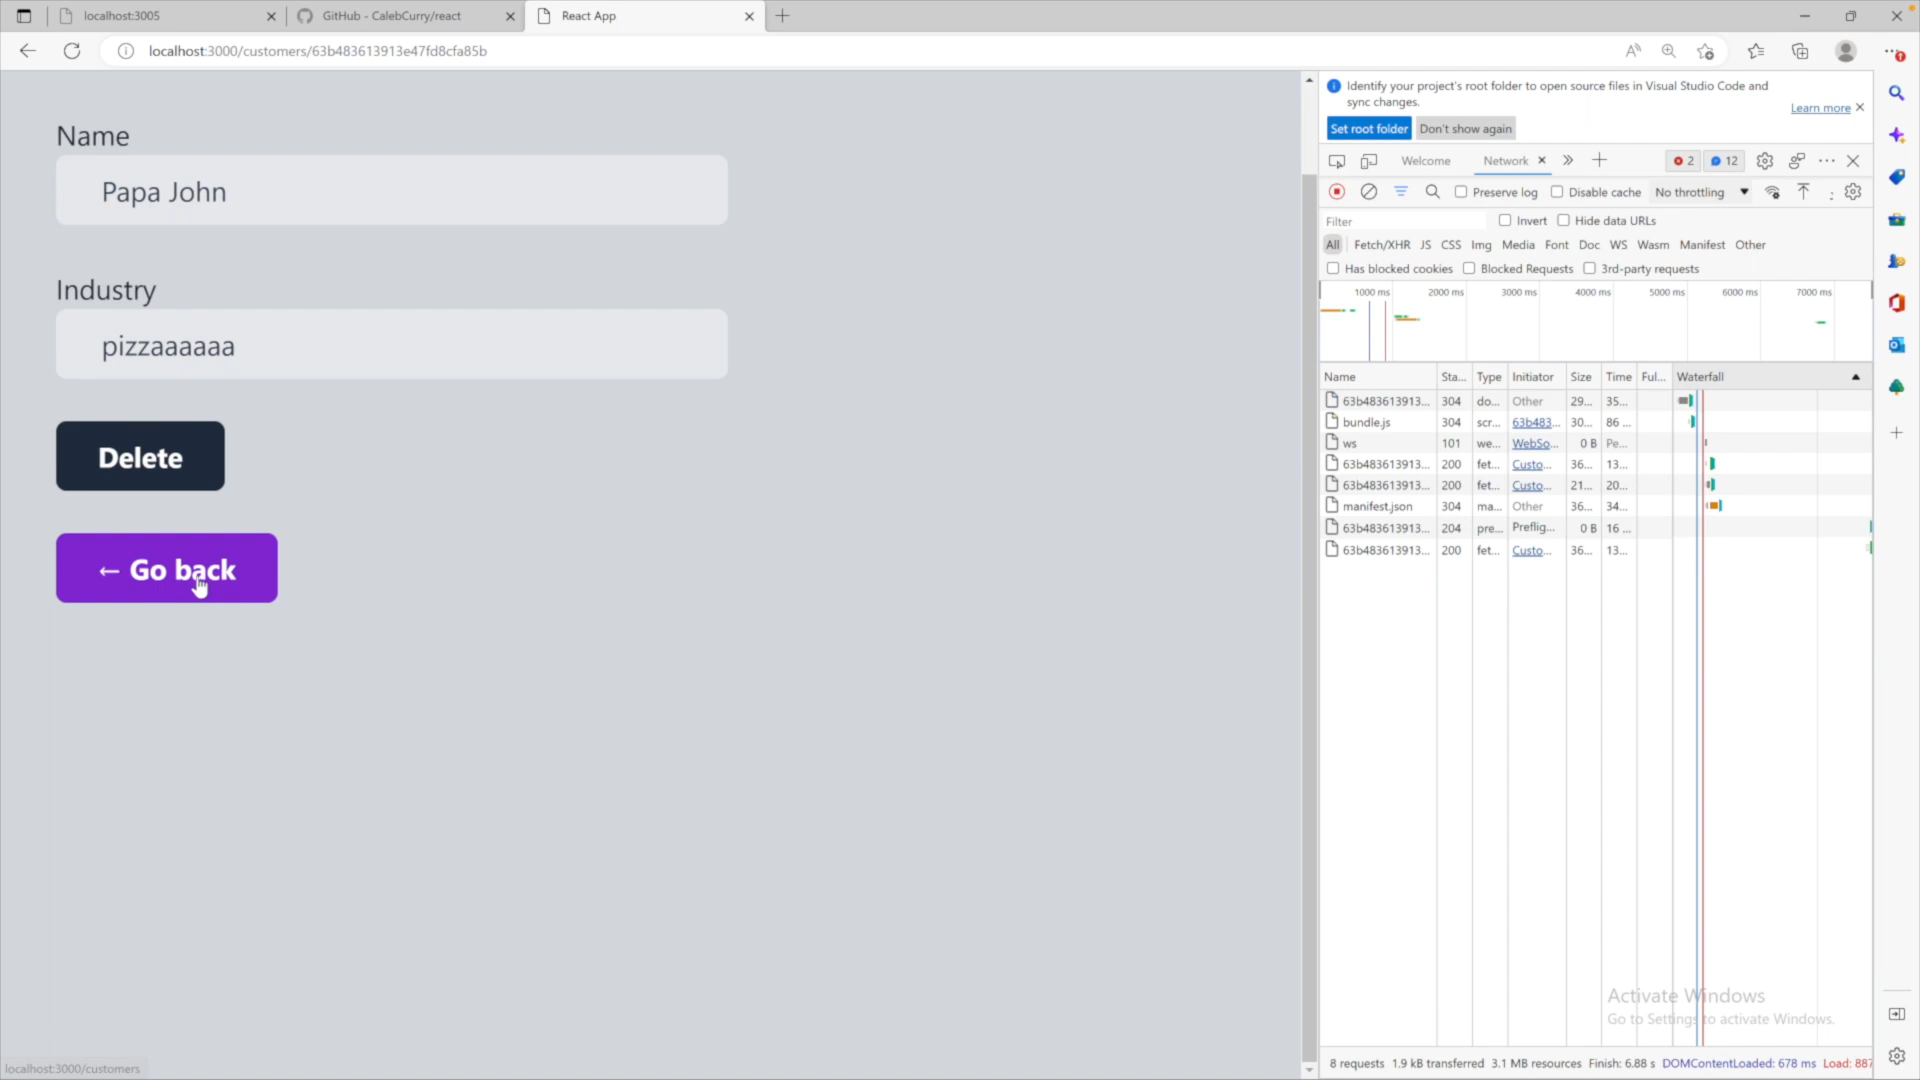 localhost:3005
GitHub - CalebCurry/react
React App
localhost:3000/customers/63b483613913e47fd8cfa85b
Name
Papa John
Industry
pizzaaaaaa
Delete
← Go back
localhost:3000/customers
Identify your project's root folder to open source files in Visual Studio Code and
sync changes.
Learn more
Set root folder Don't show again
Welcome Network 2 12
Preserve log Disable cache No throttling
Filter Invert Hide data URLs
All Fetch/XHR JS CSS Img Media Font Doc WS Wasm Manifest Other
Has blocked cookies Blocked Requests 3rd-party requests
1000 ms 2000 ms 3000 ms 4000 ms 5000 ms 6000 ms 7000 ms
Name Sta... Type Initiator Size Time Ful... Waterfall
63b483613913... 304 do... Other 29... 35...
bundle.js 304 scr... 63b483... 30... 86 ...
ws 101 we... WebSo... 0 B Pe...
63b483613913... 200 fet... Custo... 36... 13...
63b483613913... 200 fet... Custo... 21... 20...
manifest.json 304 ma... Other 36... 34...
63b483613913... 204 pre... Preflig... 0 B 16 ...
63b483613913... 200 fet... Custo... 36... 13...
Activate Windows
Go to Settings to activate Windows.
8 requests 1.9 kB transferred 3.1 MB resources Finish: 6.88 s DOMContentLoaded: 678 ms Load: 887